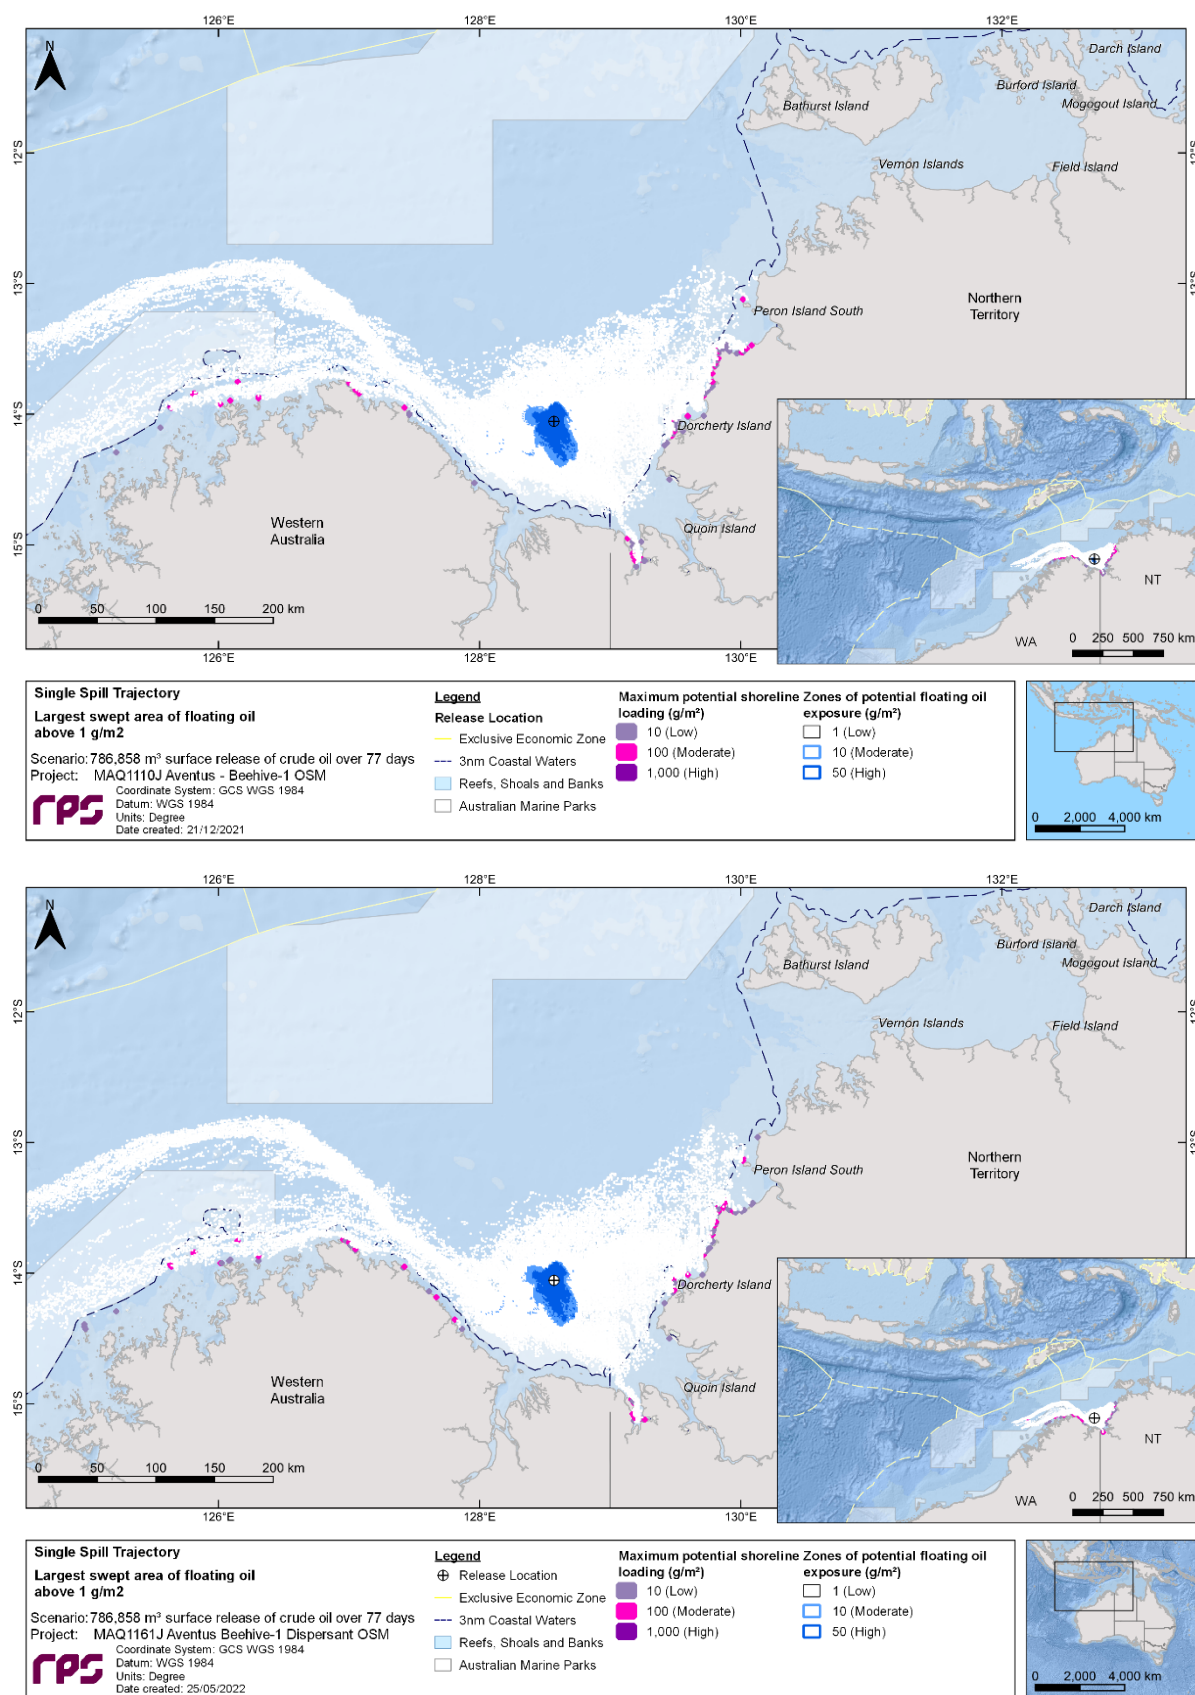 126°E 128°E 130°E 132°E
N
Darch Island
Burford Island
Bathurst Island
Mogogout Island
12°S 12°S
Vernon Islands
Field Island
13°S 13°S
Northern
Territory
Peron Island South
14°S
Dorcherty Island
Western
Australia
Quoin Island
15°S
0 50 100 150 200 km
NT
WA
0 250 500 750 km
126°E 128°E 130°E
Single Spill Trajectory
Largest swept area of floating oil
above 1 g/m2
Scenario: 786,858 m³ surface release of crude oil over 77 days
Project: MAQ1110J Aventus - Beehive-1 OSM
rps
Coordinate System: GCS WGS 1984
Datum: WGS 1984
Units: Degree
Date created: 21/12/2021
Legend
Release Location
Exclusive Economic Zone
3nm Coastal Waters
Reefs, Shoals and Banks
Australian Marine Parks
Maximum potential shoreline
loading (g/m²)
10 (Low)
100 (Moderate)
1,000 (High)
Zones of potential floating oil
exposure (g/m²)
1 (Low)
10 (Moderate)
50 (High)
0 2,000 4,000 km
126°E 128°E 130°E 132°E
N
Darch Island
Burford Island
Bathurst Island
Mogogout Island
12°S 12°S
Vernon Islands
Field Island
13°S 13°S
Northern
Territory
Peron Island South
14°S
Dorcherty Island
Western
Australia
Quoin Island
15°S
0 50 100 150 200 km
NT
WA
0 250 500 750 km
126°E 128°E 130°E
Single Spill Trajectory
Largest swept area of floating oil
above 1 g/m2
Scenario: 786,858 m³ surface release of crude oil over 77 days
Project: MAQ1161J Aventus Beehive-1 Dispersant OSM
rps
Coordinate System: GCS WGS 1984
Datum: WGS 1984
Units: Degree
Date created: 25/05/2022
Legend
Release Location
Exclusive Economic Zone
3nm Coastal Waters
Reefs, Shoals and Banks
Australian Marine Parks
Maximum potential shoreline
loading (g/m²)
10 (Low)
100 (Moderate)
1,000 (High)
Zones of potential floating oil
exposure (g/m²)
1 (Low)
10 (Moderate)
50 (High)
0 2,000 4,000 km